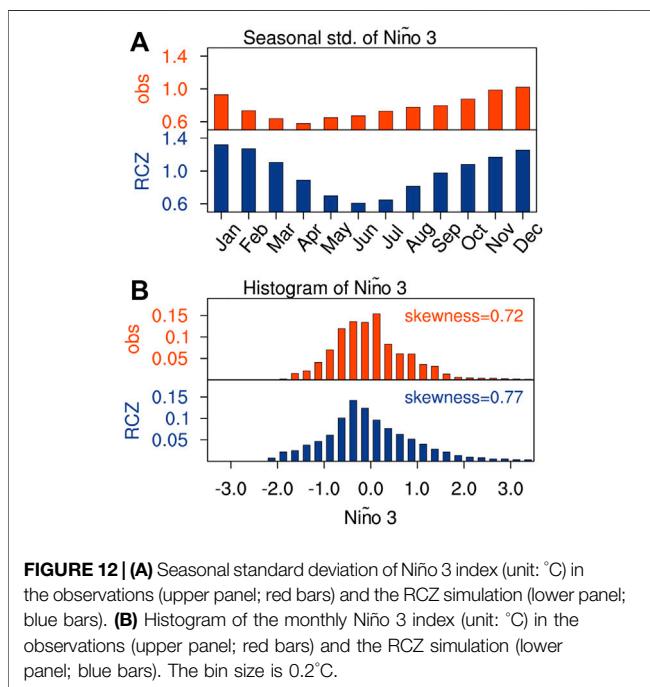 A
Seasonal std. of Niño 3
obs
1.4
1.0
0.6
RCZ
1.4
1.0
0.6
Jan Feb Mar Apr May Jun Jul Aug Sep Oct Nov Dec
B
Histogram of Niño 3
obs
0.15
0.1
0.05
skewness=0.72
RCZ
0.15
0.1
0.05
skewness=0.77
-3.0 -2.0 -1.0 0.0 1.0 2.0 3.0
Niño 3
FIGURE 12 | (A) Seasonal standard deviation of Niño 3 index (unit: °C) in
the observations (upper panel; red bars) and the RCZ simulation (lower panel;
blue bars). (B) Histogram of the monthly Niño 3 index (unit: °C) in the
observations (upper panel; red bars) and the RCZ simulation (lower
panel; blue bars). The bin size is 0.2°C.